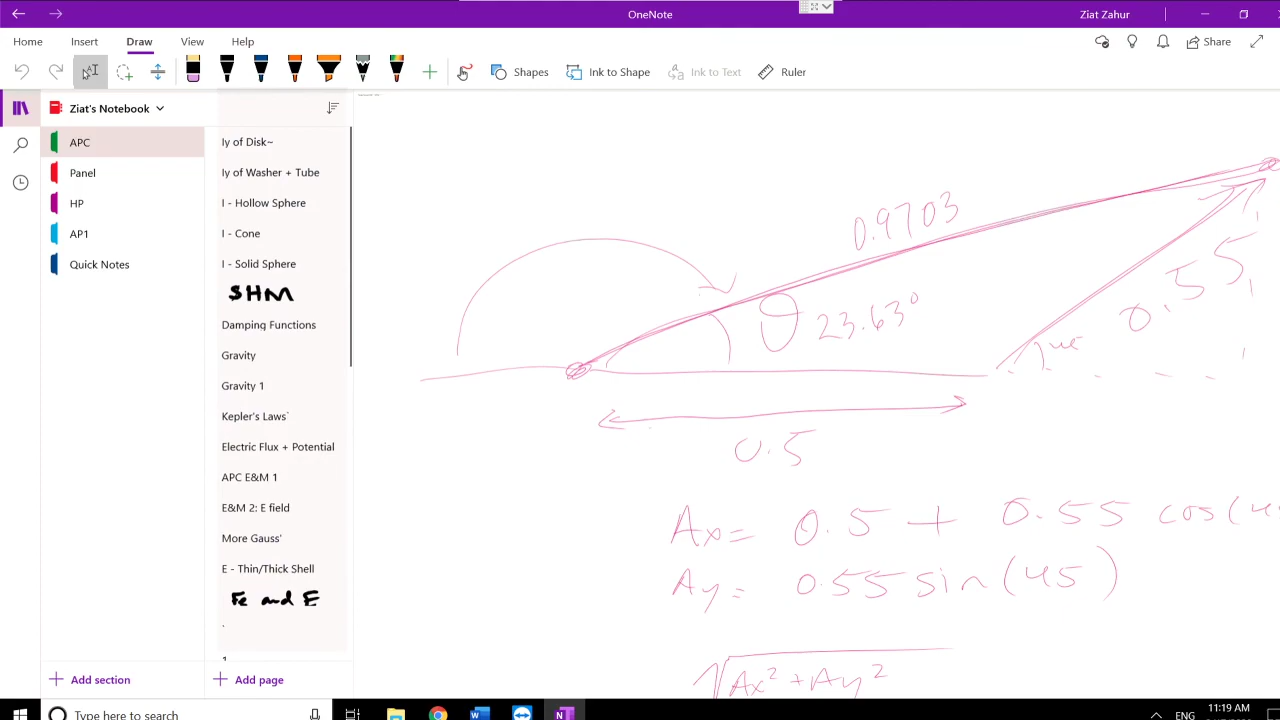 OneNote
Ziat Zahur
Home Insert Draw View Help
Share
Shapes
Ink to Shape
Ink to Text
Ruler
Ziat's Notebook
APC
Panel
HP
AP1
Quick Notes
Iy of Disk~
Iy of Washer + Tube
I - Hollow Sphere
I - Cone
I - Solid Sphere
SHM
Damping Functions
Gravity
Gravity 1
Kepler's Laws`
Electric Flux + Potential
APC E&M 1
E&M 2: E field
More Gauss'
E - Thin/Thick Shell
Fe and E
`
1
Add section
Add page
0.9703
θ 23.63°
0.55
0.5
Ax = 0.5 + 0.55 cos(4
Ay = 0.55 sin(45)
√Ax² + Ay²
Type here to search
ENG
11:19 AM